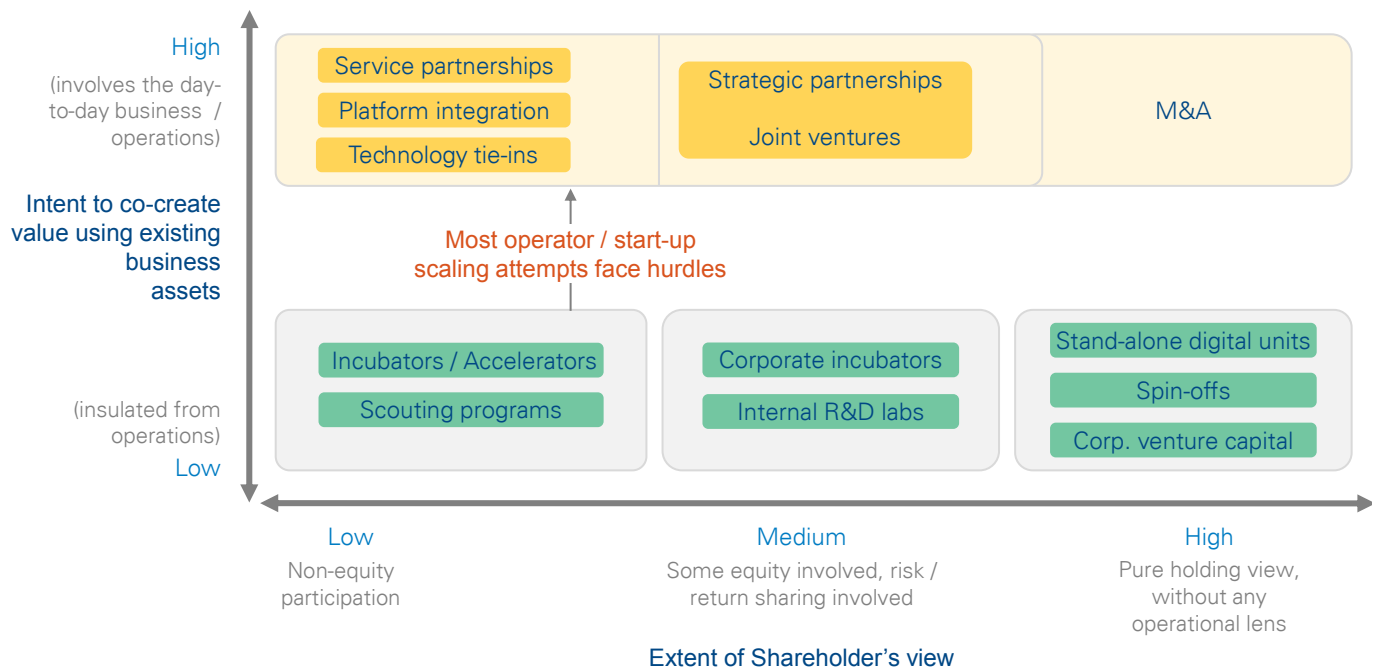 High
(involves the day-
to-day business /
operations)
Intent to co-create
value using existing
business
assets
(insulated from
operations)
Low
Service partnerships
Platform integration
Technology tie-ins
Strategic partnerships
Joint ventures
M&A
Most operator / start-up
scaling attempts face hurdles
Incubators / Accelerators
Scouting programs
Corporate incubators
Internal R&D labs
Stand-alone digital units
Spin-offs
Corp. venture capital
Low
Non-equity
participation
Medium
Some equity involved, risk /
return sharing involved
High
Pure holding view,
without any
operational lens
Extent of Shareholder's view